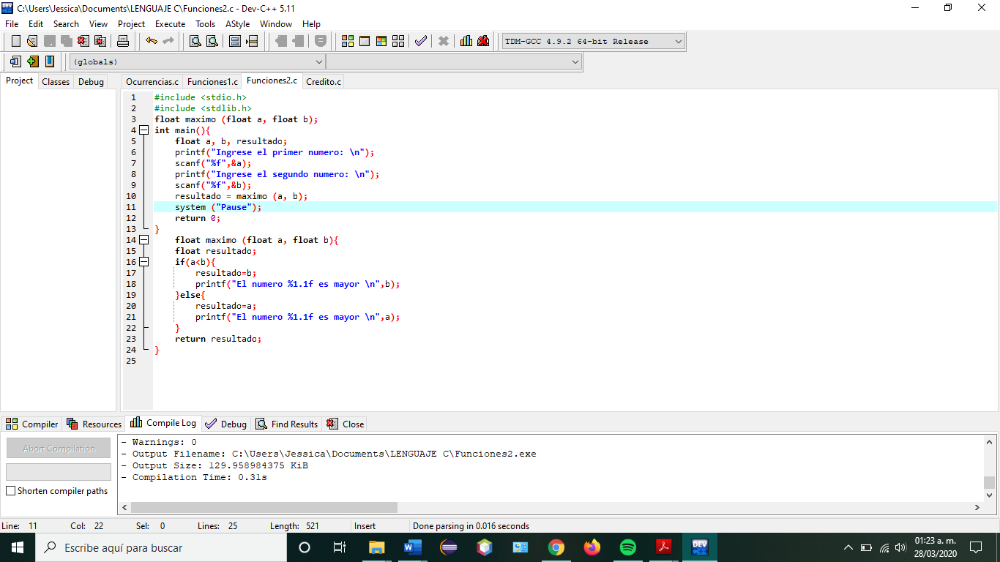 C:\Users\Jessica\Documents\LENGUAJE C\Funciones2.c - Dev-C++ 5.11
File Edit Search View Project Execute Tools AStyle Window Help
TDM-GCC 4.9.2 64-bit Release
(globals)
Project Classes Debug Ocurrencias.c Funciones1.c Funciones2.c Credito.c
1 #include <stdio.h>
2 #include <stdlib.h>
3 float maximo (float a, float b);
4 int main(){
5 float a, b, resultado;
6 printf("Ingrese el primer numero: \n");
7 scanf("%f",&a);
8 printf("Ingrese el segundo numero: \n");
9 scanf("%f",&b);
10 resultado = maximo (a, b);
11 system ("Pause");
12 return 0;
13 }
14 float maximo (float a, float b){
15 float resultado;
16 if(a<b){
17 resultado=b;
18 printf("El numero %1.1f es mayor \n",b);
19 }else{
20 resultado=a;
21 printf("El numero %1.1f es mayor \n",a);
22 }
23 return resultado;
24 }
25
Compiler Resources Compile Log Debug Find Results Close
Abort Compilation
Shorten compiler paths
- Warnings: 0
- Output Filename: C:\Users\Jessica\Documents\LENGUAJE C\Funciones2.exe
- Output Size: 129.958984375 KiB
- Compilation Time: 0.31s
Line: 11 Col: 22 Sel: 0 Lines: 25 Length: 521 Insert Done parsing in 0.016 seconds
Escribe aquí para buscar
DEV
01:23 a. m.
28/03/2020